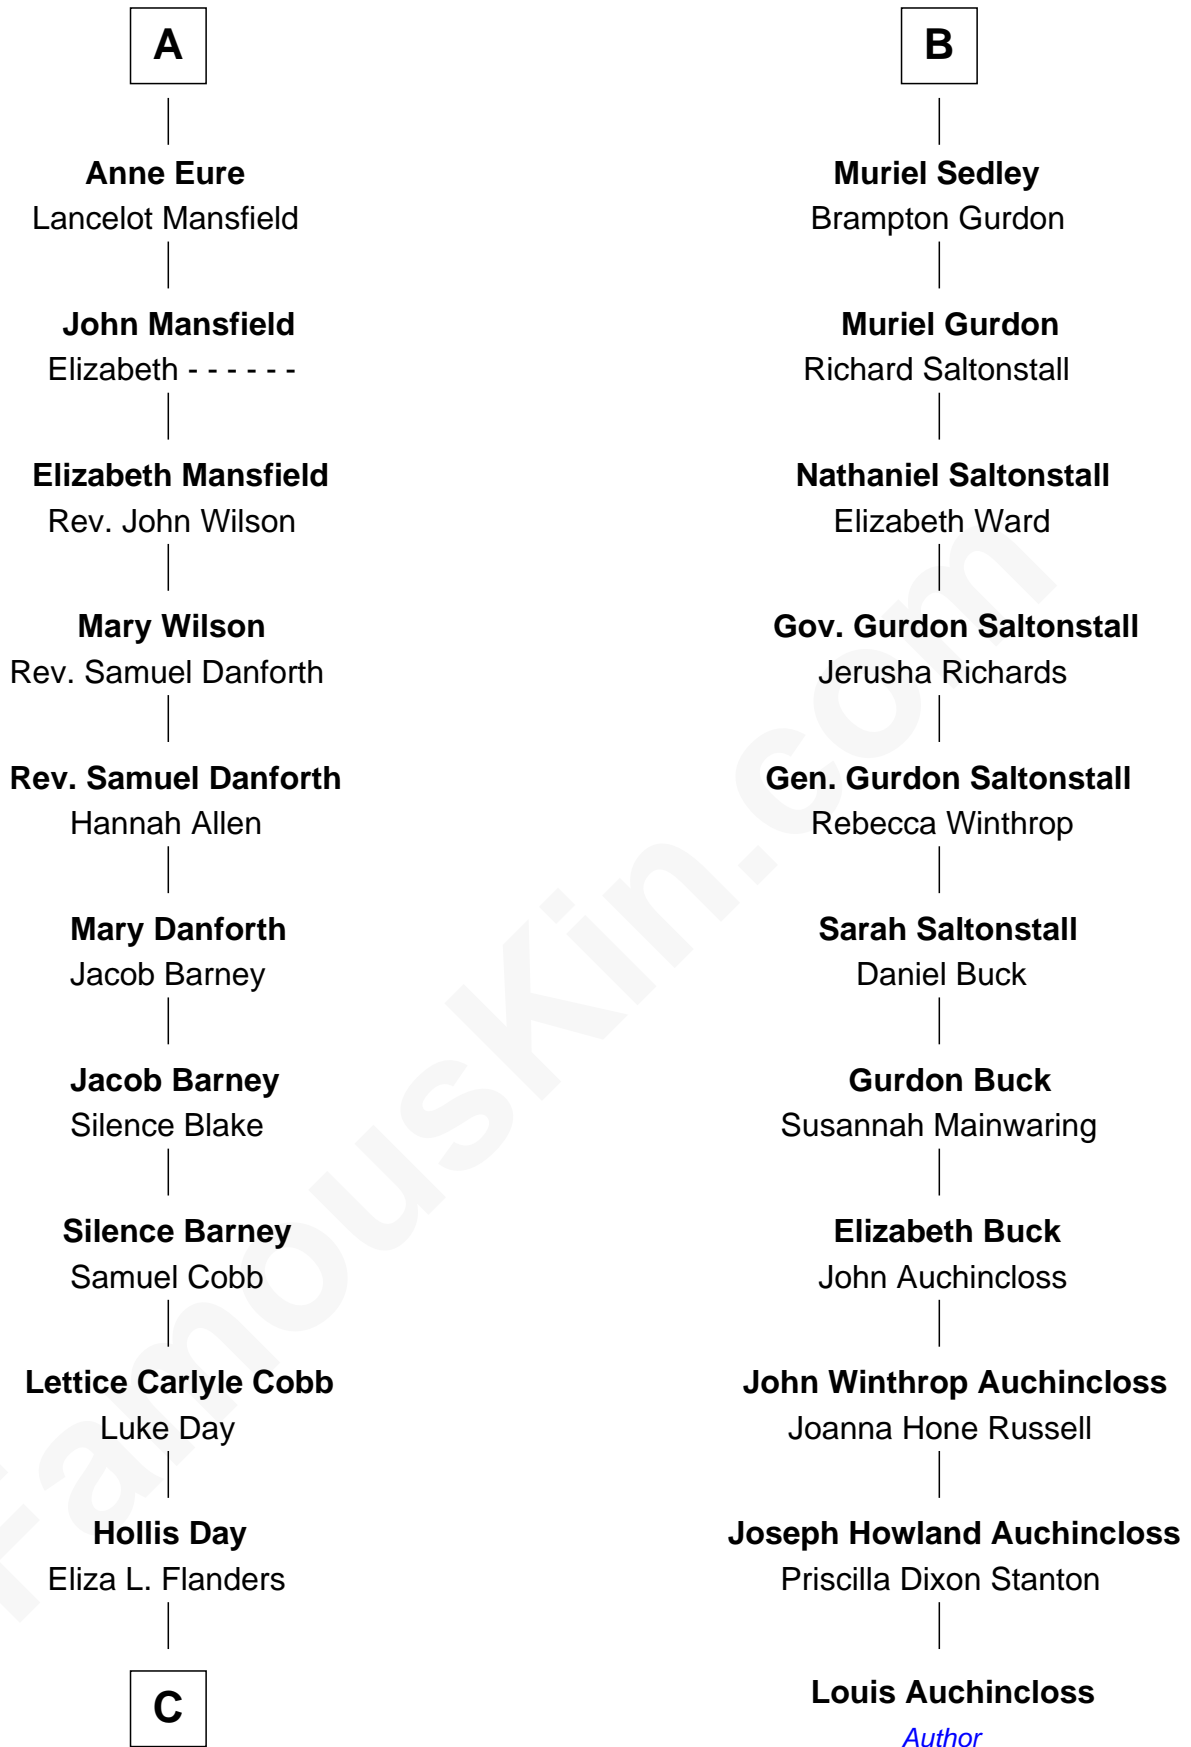 A
Anne Eure
Lancelot Mansfield
John Mansfield
Elizabeth - - - - - -
Elizabeth Mansfield
Rev. John Wilson
Mary Wilson
Rev. Samuel Danforth
Rev. Samuel Danforth
Hannah Allen
Mary Danforth
Jacob Barney
Jacob Barney
Silence Blake
Silence Barney
Samuel Cobb
Lettice Carlyle Cobb
Luke Day
Hollis Day
Eliza L. Flanders
C
B
Muriel Sedley
Brampton Gurdon
Muriel Gurdon
Richard Saltonstall
Nathaniel Saltonstall
Elizabeth Ward
Gov. Gurdon Saltonstall
Jerusha Richards
Gen. Gurdon Saltonstall
Rebecca Winthrop
Sarah Saltonstall
Daniel Buck
Gurdon Buck
Susannah Mainwaring
Elizabeth Buck
John Auchincloss
John Winthrop Auchincloss
Joanna Hone Russell
Joseph Howland Auchincloss
Priscilla Dixon Stanton
Louis Auchincloss
Author
FamousKin.com